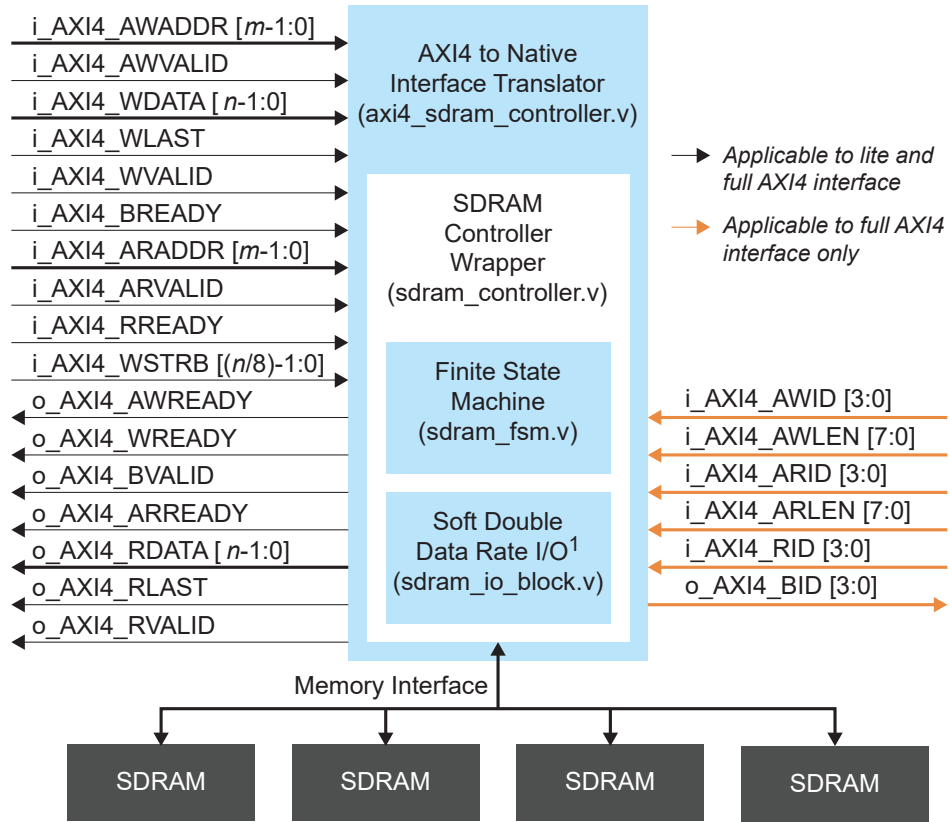 i_AXI4_AWADDR [m-1:0]
i_AXI4_AWVALID
i_AXI4_WDATA [ n-1:0]
i_AXI4_WLAST
i_AXI4_WVALID
i_AXI4_BREADY
i_AXI4_ARADDR [m-1:0]
i_AXI4_ARVALID
i_AXI4_RREADY
i_AXI4_WSTRB [(n/8)-1:0]
o_AXI4_AWREADY
o_AXI4_WREADY
o_AXI4_BVALID
o_AXI4_ARREADY
o_AXI4_RDATA [ n-1:0]
o_AXI4_RLAST
o_AXI4_RVALID
AXI4 to Native
Interface Translator
(axi4_sdram_controller.v)
SDRAM
Controller
Wrapper
(sdram_controller.v)
Finite State
Machine
(sdram_fsm.v)
Soft Double
Data Rate I/O1
(sdram_io_block.v)
Applicable to lite and
full AXI4 interface
Applicable to full AXI4
interface only
i_AXI4_AWID [3:0]
i_AXI4_AWLEN [7:0]
i_AXI4_ARID [3:0]
i_AXI4_ARLEN [7:0]
i_AXI4_RID [3:0]
o_AXI4_BID [3:0]
Memory Interface
SDRAM
SDRAM
SDRAM
SDRAM